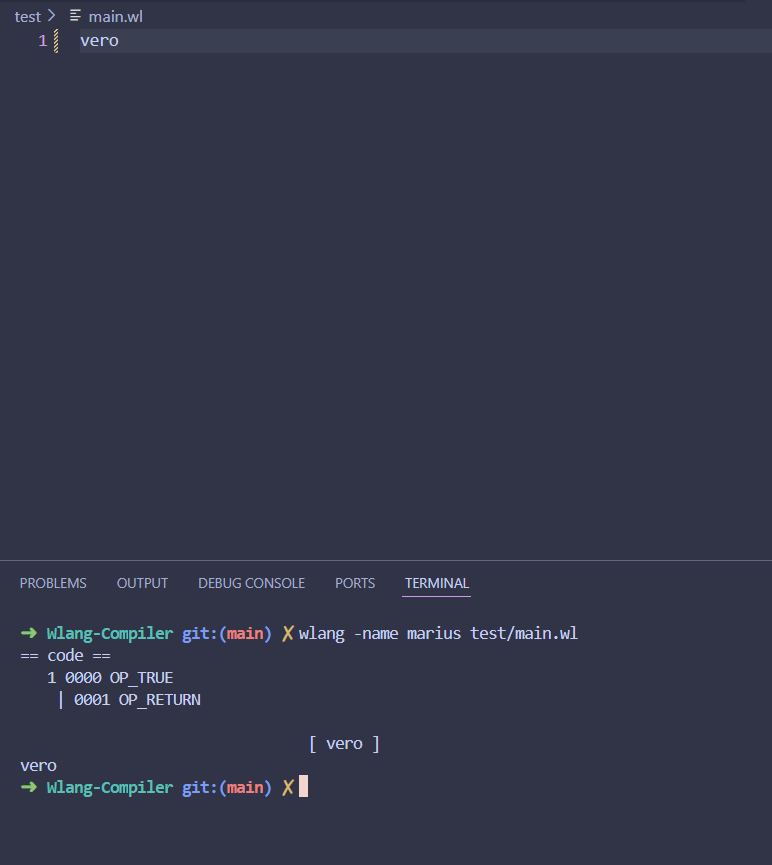 test > main.wl
1 vero
PROBLEMS OUTPUT DEBUG CONSOLE PORTS TERMINAL
➜ Wlang-Compiler git:(main) ✗ wlang -name marius test/main.wl
== code ==
1 0000 OP_TRUE
| 0001 OP_RETURN
[ vero ]
vero
➜ Wlang-Compiler git:(main) ✗